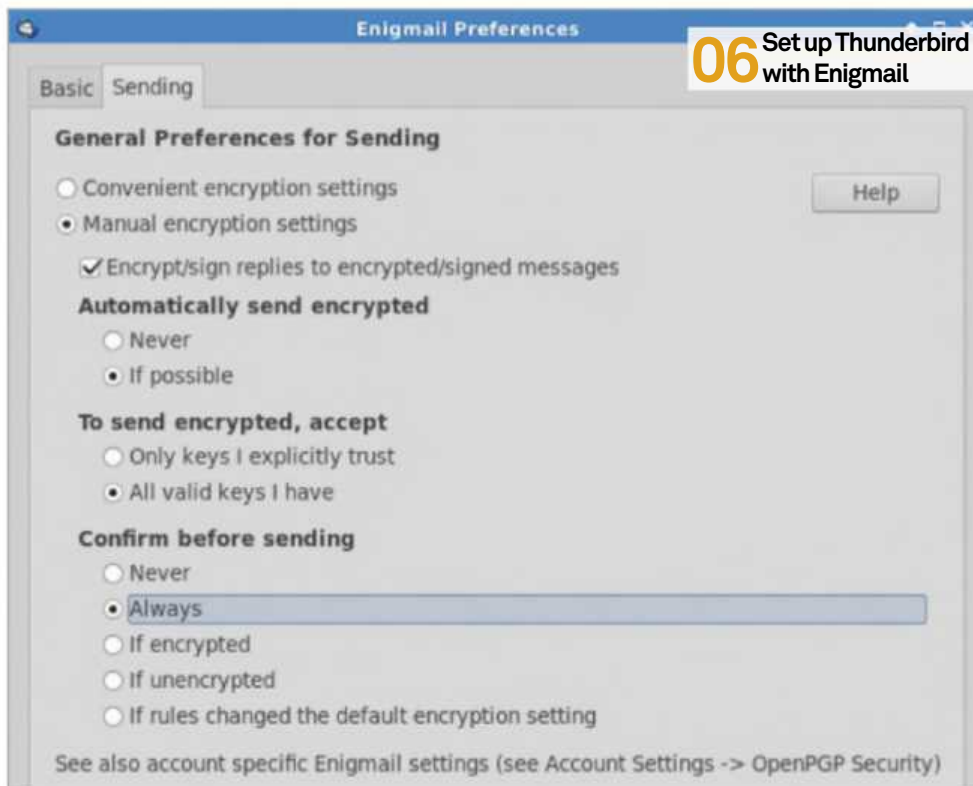 Enigmail Preferences
06 Set up Thunderbird
with Enigmail
Basic
Sending
General Preferences for Sending
Convenient encryption settings
Help
Manual encryption settings
Encrypt/sign replies to encrypted/signed messages
Automatically send encrypted
Never
If possible
To send encrypted, accept
Only keys I explicitly trust
All valid keys I have
Confirm before sending
Never
Always
If encrypted
If unencrypted
If rules changed the default encryption setting
See also account specific Enigmail settings (see Account Settings -> OpenPGP Security)